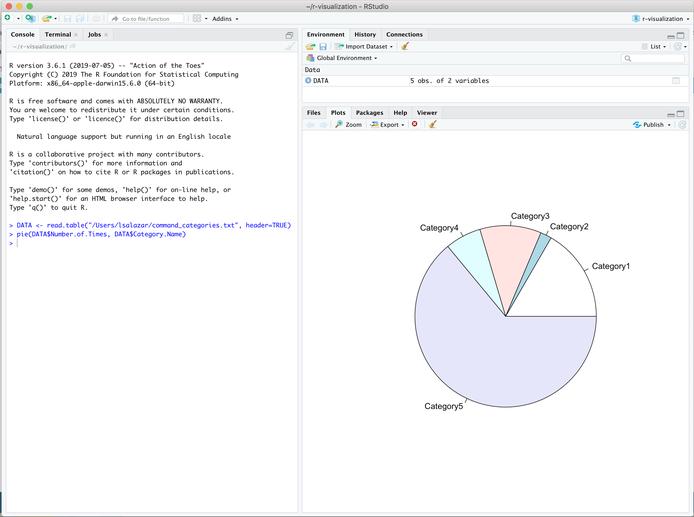 ~/r-visualization - RStudio
Go to file/function
Addins
r-visualization
Console
Terminal
Jobs
~/r-visualization/
R version 3.6.1 (2019-07-05) -- "Action of the Toes"
Copyright (C) 2019 The R Foundation for Statistical Computing
Platform: x86_64-apple-darwin15.6.0 (64-bit)
R is free software and comes with ABSOLUTELY NO WARRANTY.
You are welcome to redistribute it under certain conditions.
Type 'license()' or 'licence()' for distribution details.
Natural language support but running in an English locale
R is a collaborative project with many contributors.
Type 'contributors()' for more information and
'citation()' on how to cite R or R packages in publications.
Type 'demo()' for some demos, 'help()' for on-line help, or
'help.start()' for an HTML browser interface to help.
Type 'q()' to quit R.
> DATA <- read.table("/Users/lsalazar/command_categories.txt", header=TRUE)
> pie(DATA$Number.of.Times, DATA$Category.Name)
>
Environment
History
Connections
Import Dataset
List
Global Environment
Data
DATA
5 obs. of 2 variables
Files
Plots
Packages
Help
Viewer
Zoom
Export
Publish
Category3
Category2
Category4
Category1
Category5